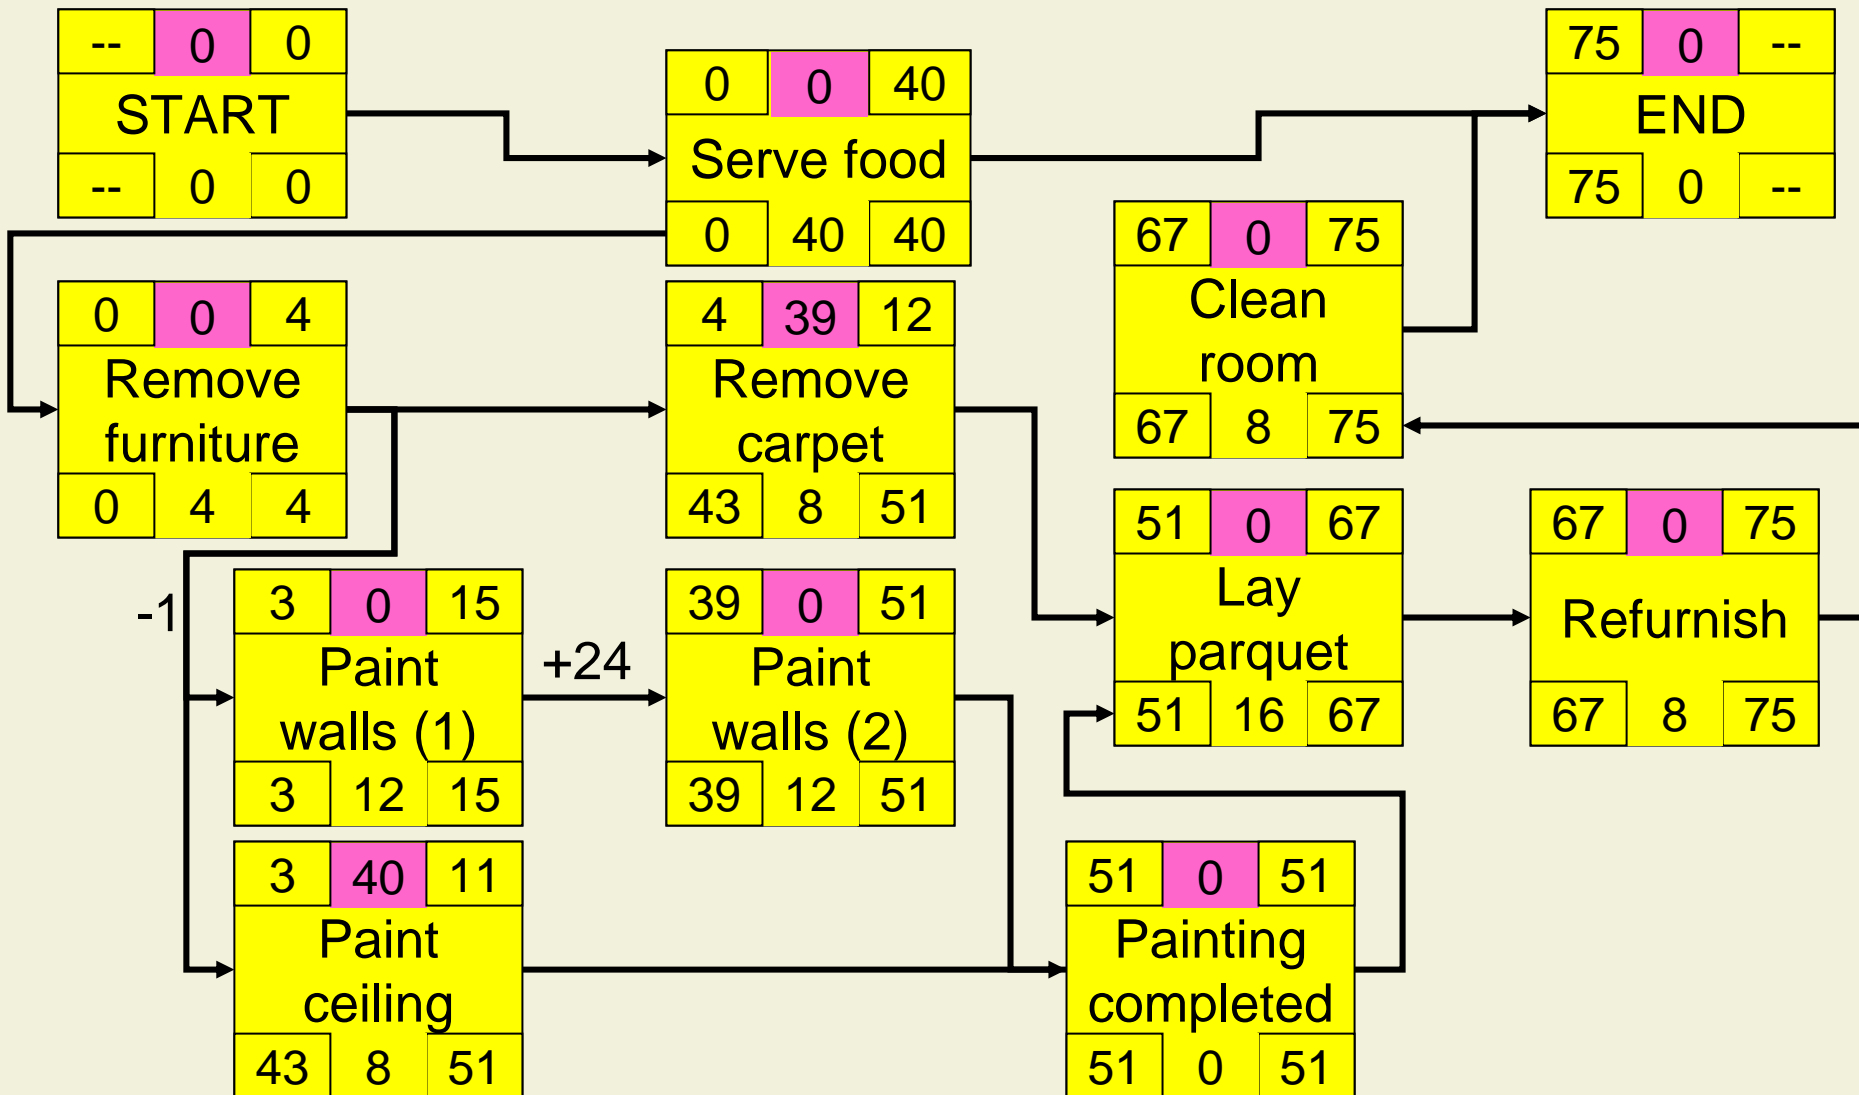 -- 0 0
START
-- 0 0
0 0 40
Serve food
0 40 40
75 0 --
END
75 0 --
67 0 75
Clean
room
67 8 75
0 0 4
Remove
furniture
0 4 4
4 39 12
Remove
carpet
43 8 51
51 0 67
Lay
parquet
51 16 67
67 0 75
Refurnish
67 8 75
-1
3 0 15
Paint
walls (1)
3 12 15
+24
39 0 51
Paint
walls (2)
39 12 51
3 40 11
Paint
ceiling
43 8 51
51 0 51
Painting
completed
51 0 51